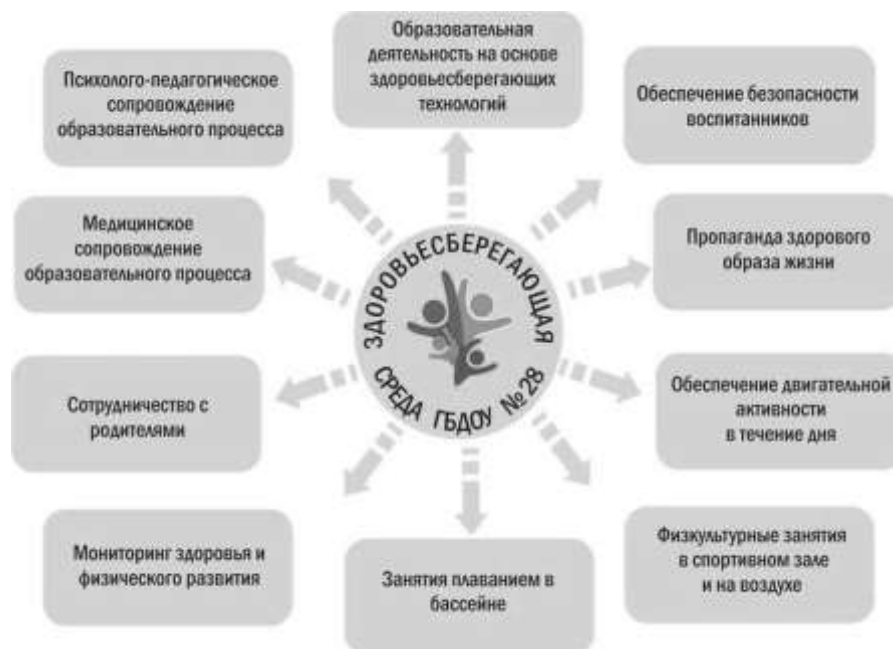 Образовательная
деятельность на основе
здоровьесберегающих
технологий
Психолого-педагогическое
сопровождение
образовательного процесса
Обеспечение безопасности
воспитанников
Медицинское
сопровождение
образовательного процесса
Пропаганда здорового
образа жизни
ЗДОРОВЬЕСБЕРЕГАЮЩАЯ
СРЕДА ГБДОУ №28
Сотрудничество с
родителями
Обеспечение двигательной
активности
в течение дня
Мониторинг здоровья и
физического развития
Занятия плаванием в
бассейне
Физкультурные занятия
в спортивном зале
и на воздухе